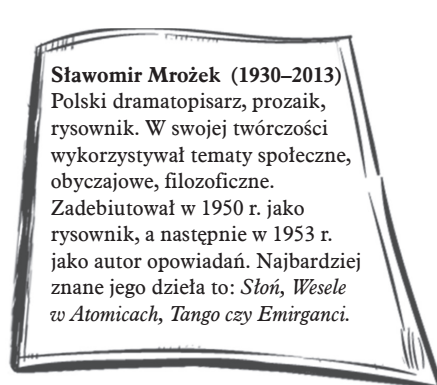 Sławomir Mrożek (1930–2013)
Polski dramatopisarz, prozaik,
rysownik. W swojej twórczości
wykorzystywał tematy społeczne,
obyczajowe, filozoficzne.
Zadebiutował w 1950 r. jako
rysownik, a następnie w 1953 r.
jako autor opowiadań. Najbardziej
znane jego dzieła to: Słoń, Wesele
w Atomicach, Tango czy Emirganci.